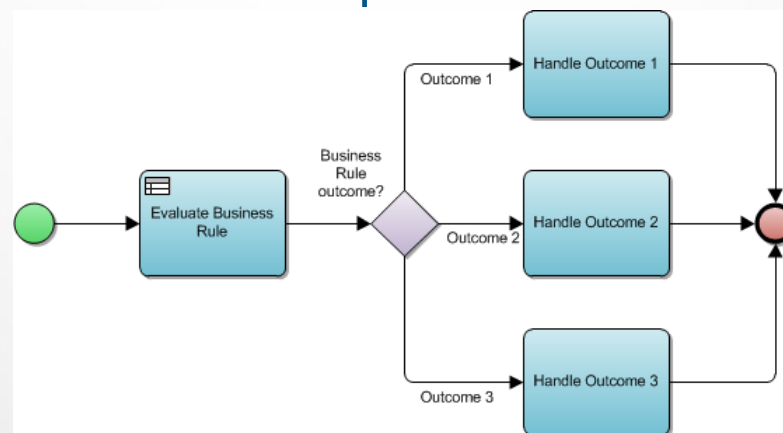 Outcome 1
Handle Outcome 1
Business
Rule
outcome?
Evaluate Business
Rule
Outcome 2
Handle Outcome 2
Outcome 3
Handle Outcome 3